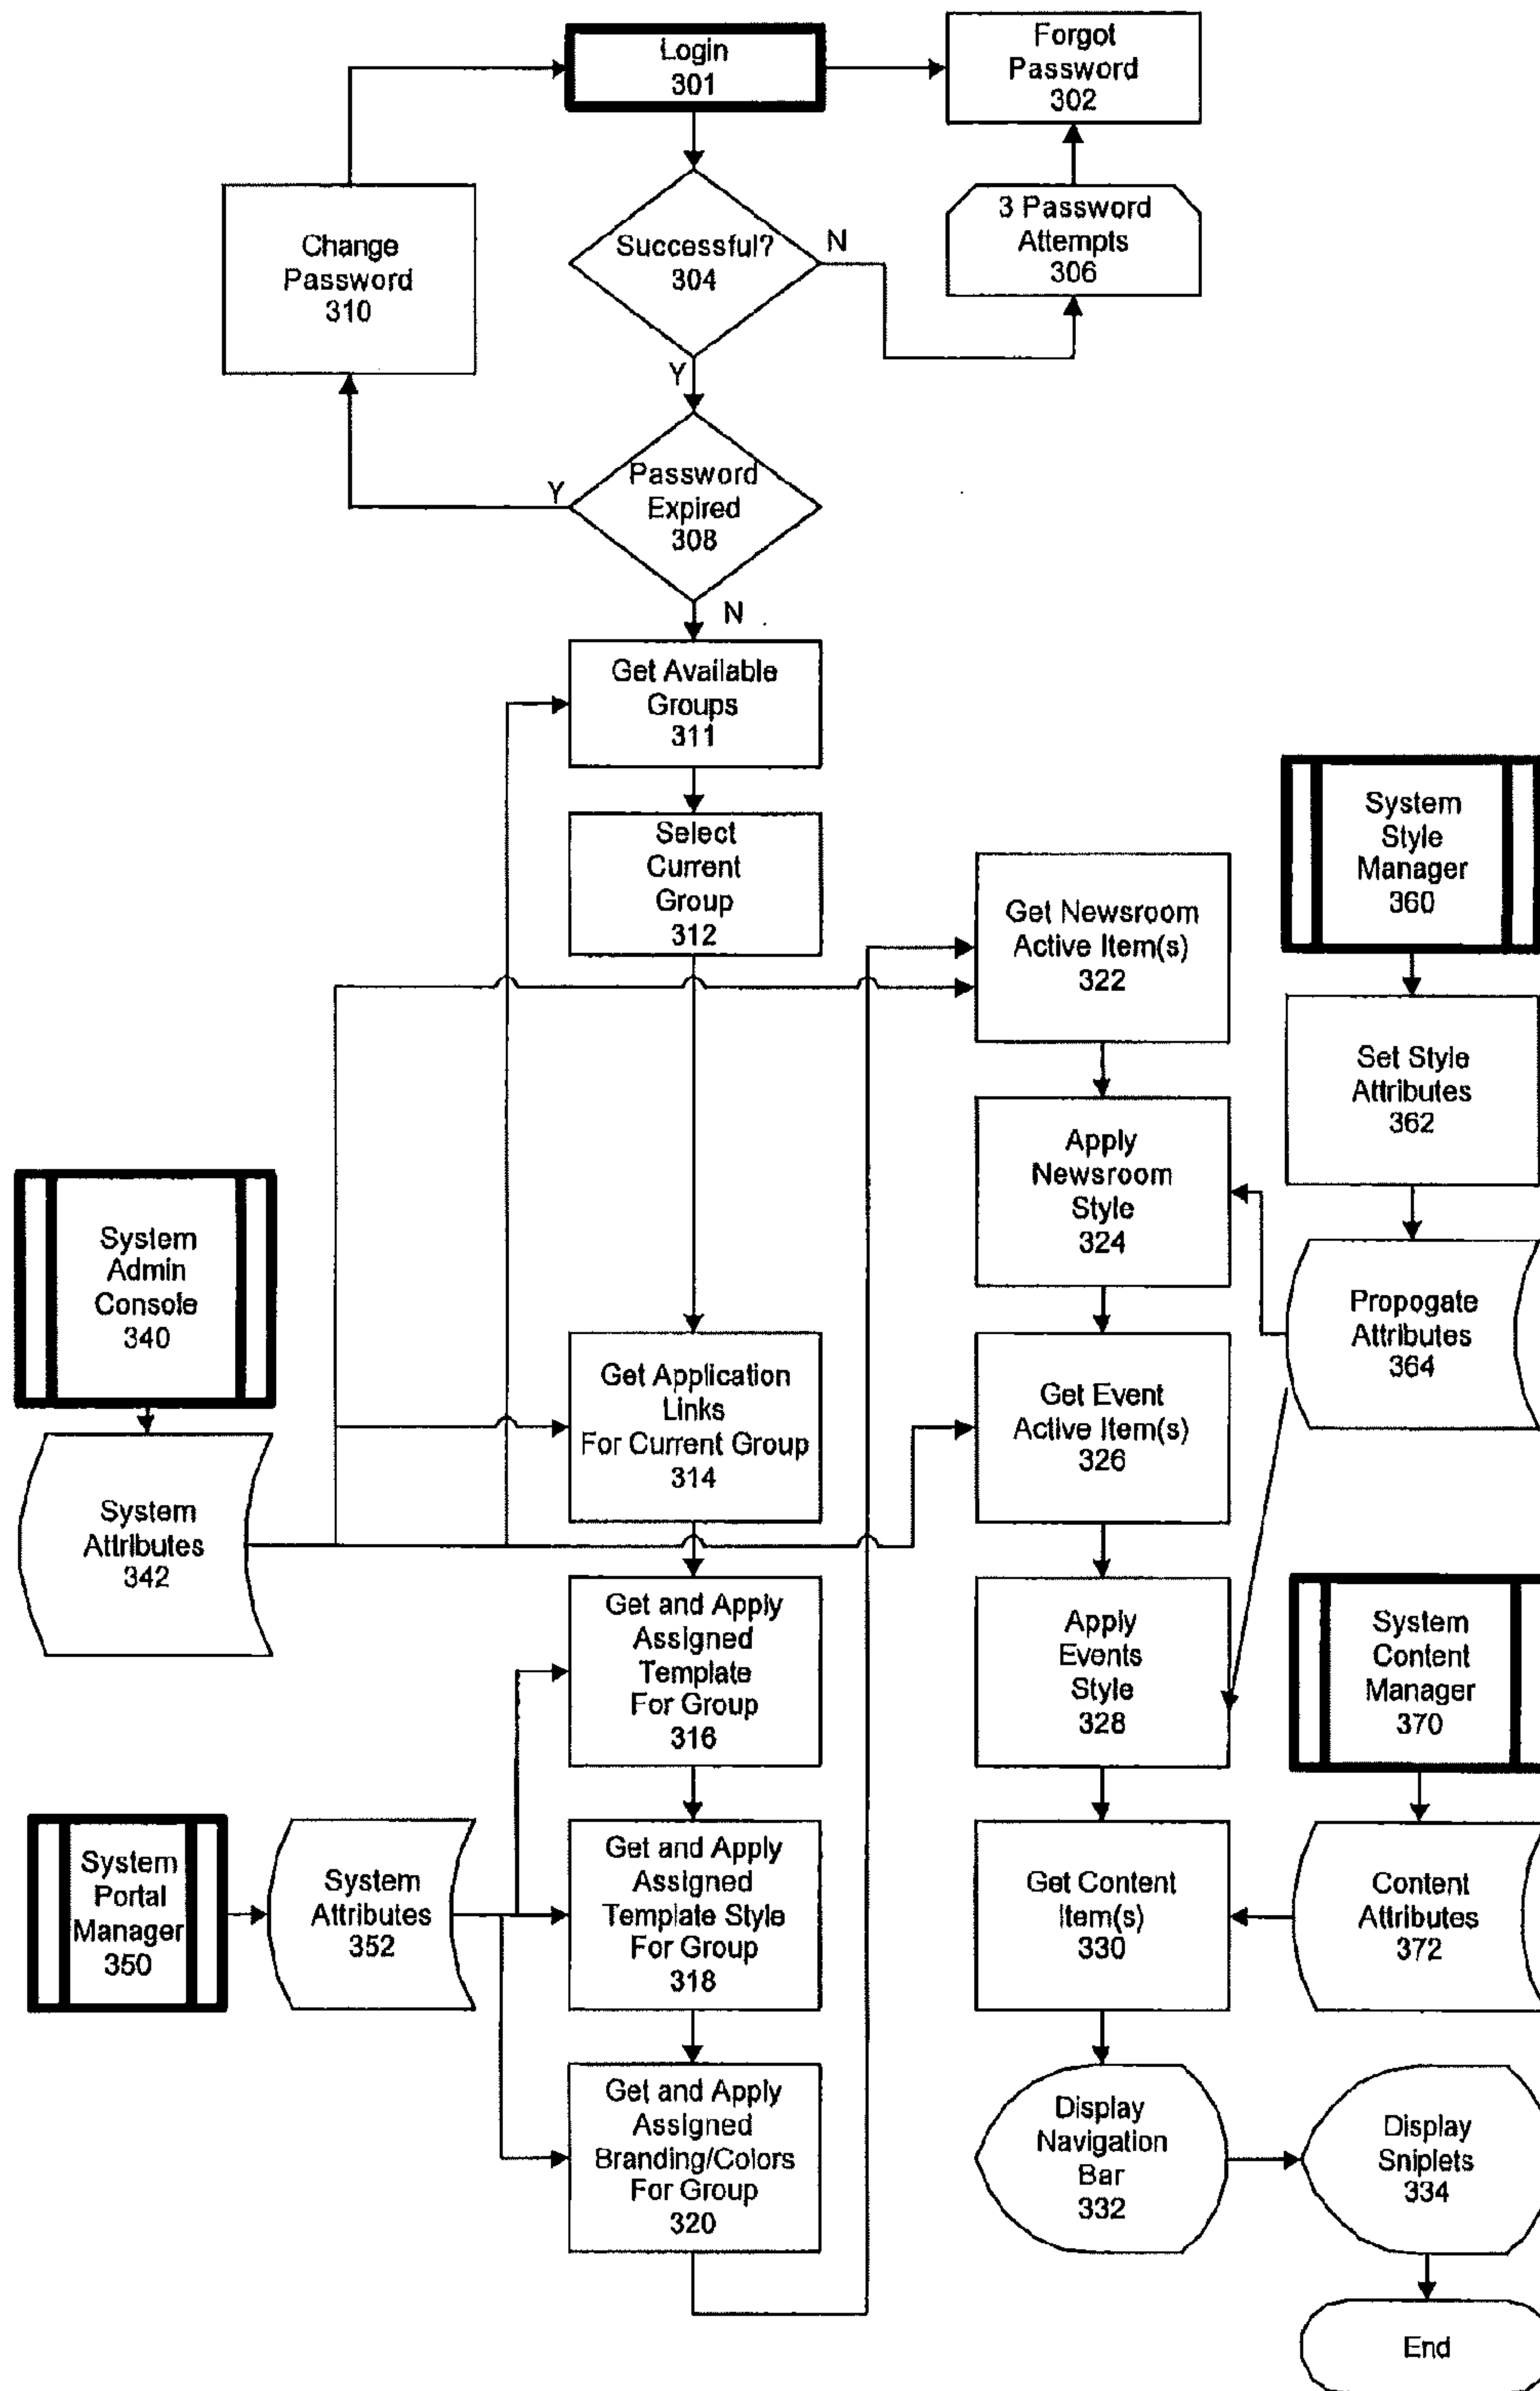 Login
301
Forgot
Password
302
Change
Password
310
Successful?
304
N
3 Password
Attempts
306
Y
Password
Expired
308
Y
N
Get Available
Groups
311
Select
Current
Group
312
Get Newsroom
Active Item(s)
322
System
Style
Manager
360
Set Style
Attributes
362
Apply
Newsroom
Style
324
System
Admin
Console
340
Propogate
Attributes
364
Get Application
Links
For Current Group
314
Get Event
Active Item(s)
326
System
Attributes
342
Get and Apply
Assigned
Template
For Group
316
Apply
Events
Style
328
System
Content
Manager
370
System
Portal
Manager
350
System
Attributes
352
Get and Apply
Assigned
Template Style
For Group
318
Get Content
Item(s)
330
Content
Attributes
372
Get and Apply
Assigned
Branding/Colors
For Group
320
Display
Navigation
Bar
332
Display
Sniplets
334
End